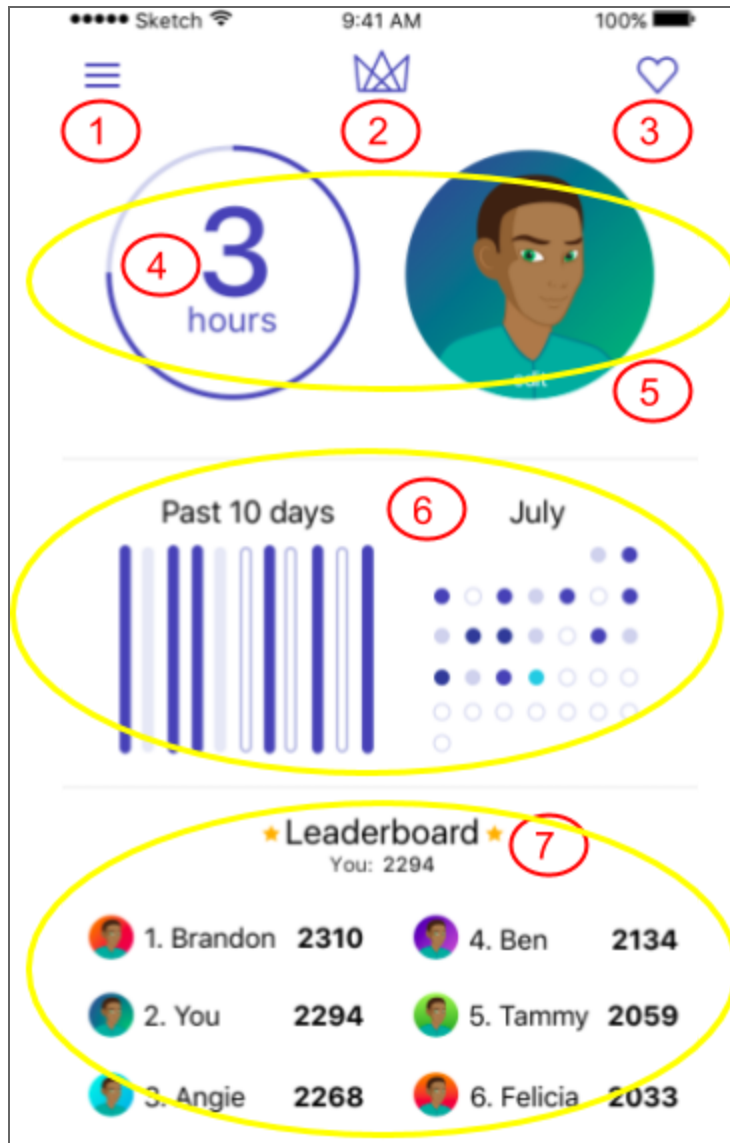 ●●●●● Sketch 9:41 AM 100%
1 2 3
4 3
hours
edit
5
Past 10 days 6 July
Leaderboard 7
You: 2294
1. Brandon 2310 4. Ben 2134
2. You 2294 5. Tammy 2059
3. Angie 2268 6. Felicia 2033